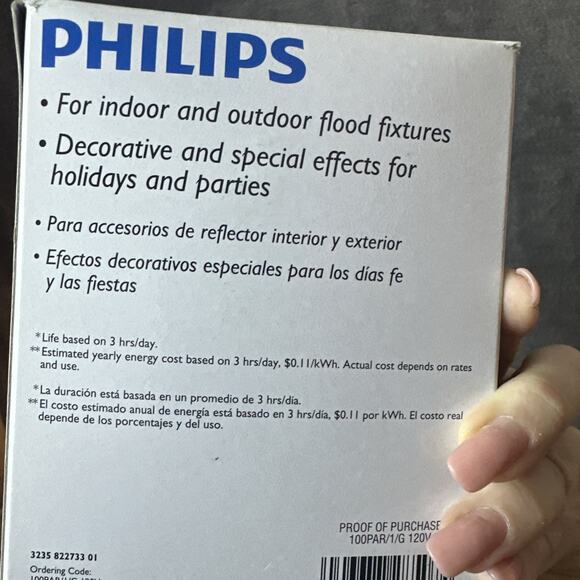 PHILIPS
• For indoor and outdoor flood fixtures
• Decorative and special effects for
holidays and parties
• Para accesorios de reflector interior y exterior
• Efectos decorativos especiales para los días fe
y las fiestas
*Life based on 3 hrs/day.
**Estimated yearly energy cost based on 3 hrs/day, $0.11/kWh. Actual cost depends on rates
and use.
*La duración está basada en un promedio de 3 hrs/día.
**El costo estimado anual de energía está basado en 3 hrs/día, $0.11 por kWh. El costo real
depende de los porcentajes y del uso.
PROOF OF PURCHASE
100PAR/1/G 120V
3235 822733 01
Ordering Code: